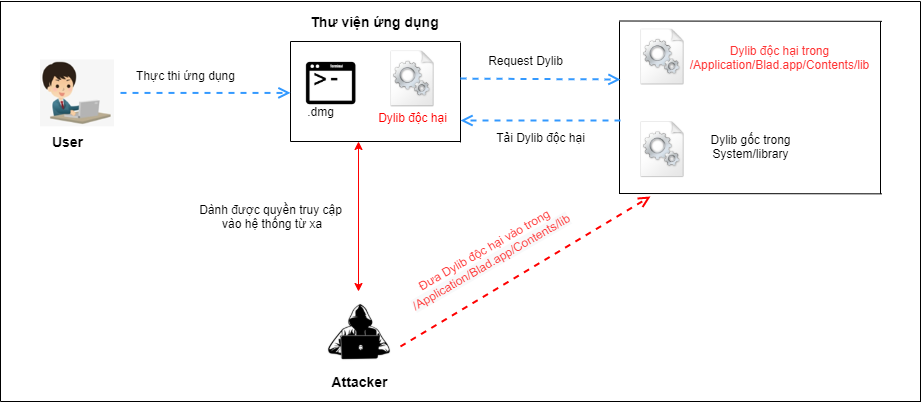 Thư viện ứng dụng
Thực thi ứng dụng
User
Terminal
>-
.dmg
Dylib độc hại
Request Dylib
Tải Dylib độc hại
Dylib độc hại trong
/Application/Blad.app/Contents/lib
Dylib gốc trong
System/library
Dành được quyền truy cập
vào hệ thống từ xa
Đưa Dylib độc hại vào trong
/Application/Blad.app/Contents/lib
Attacker